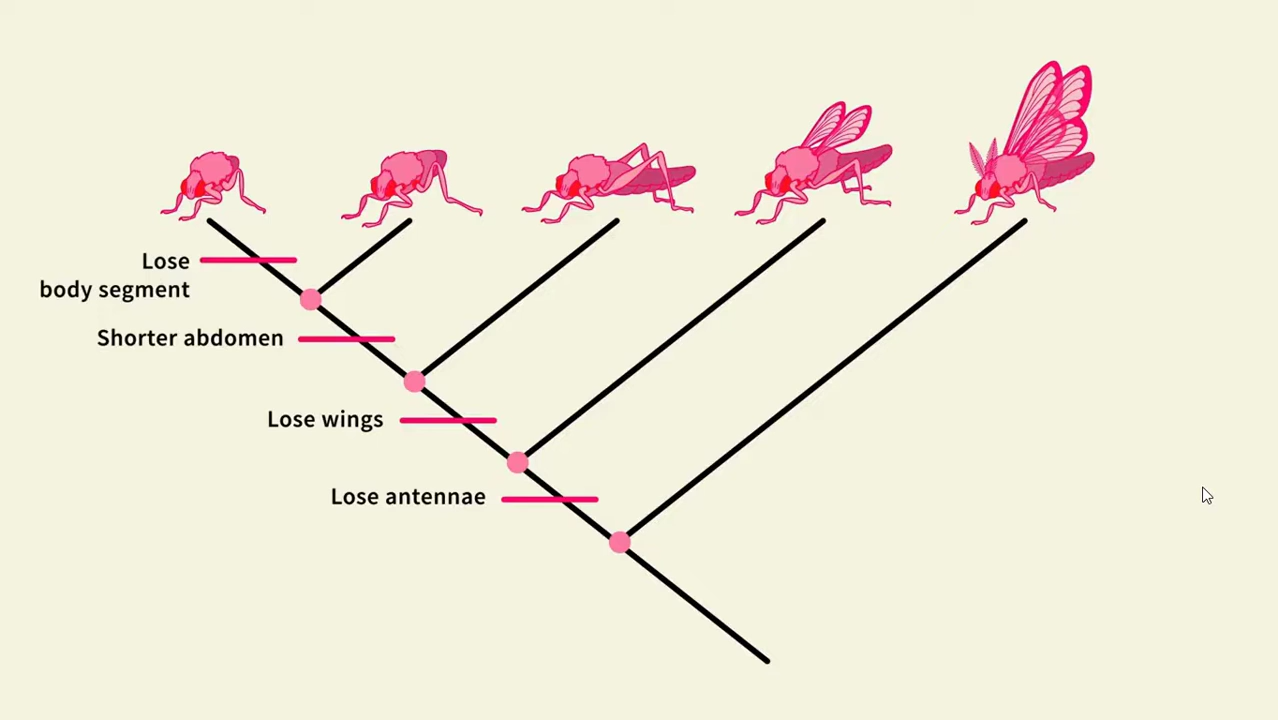 Lose
body segment
Shorter abdomen
Lose wings
Lose antennae